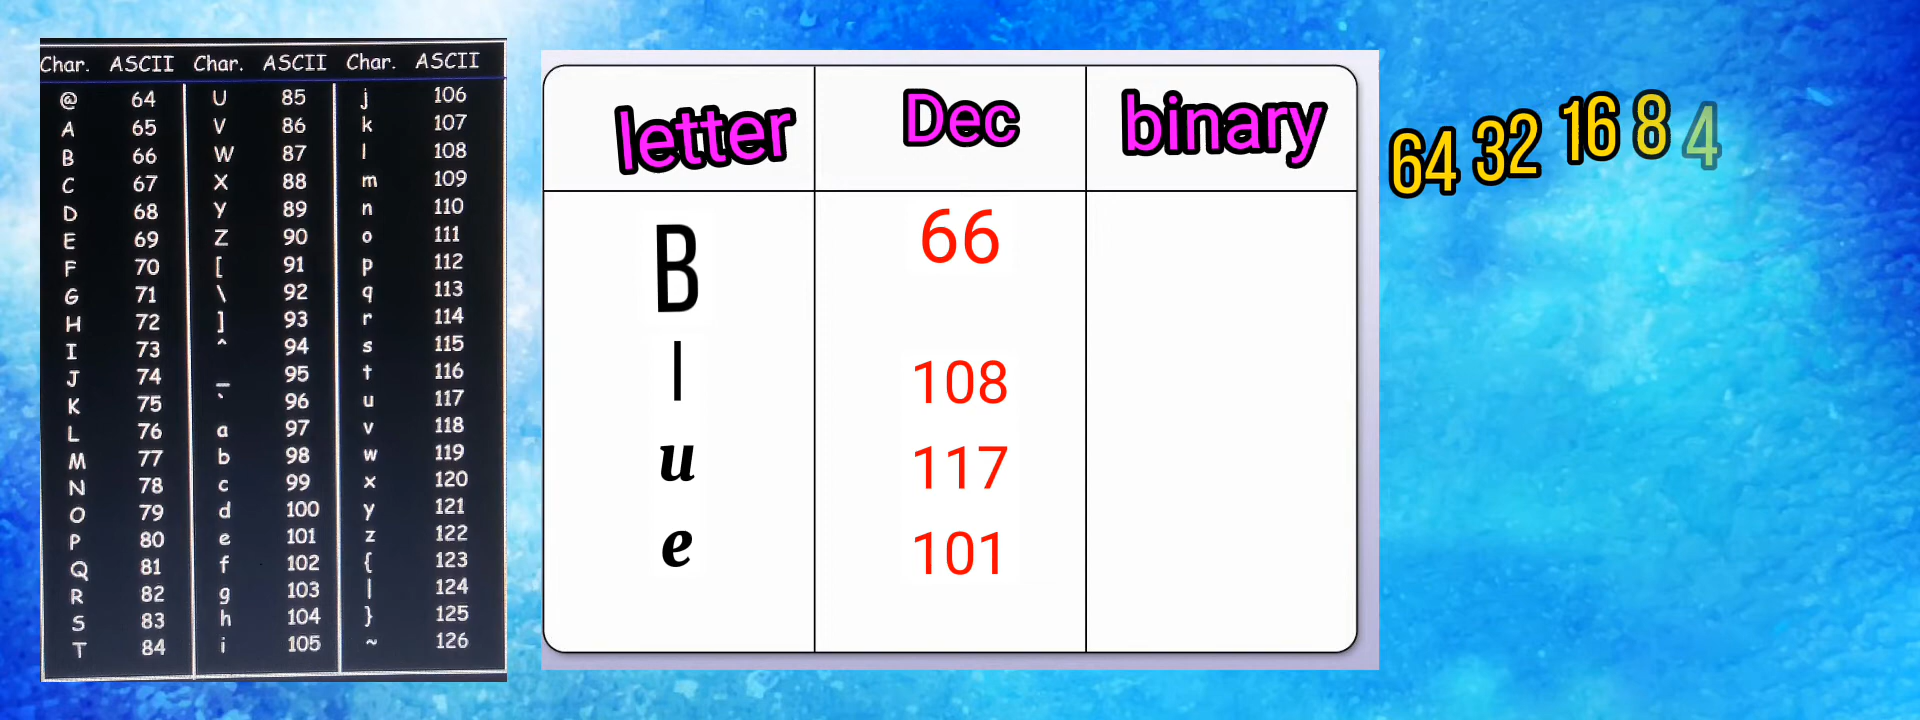 Char. ASCII Char. ASCII Char. ASCII
@ 64 U 85 j 106
A 65 V 86 k 107
B 66 W 87 l 108
C 67 X 88 m 109
D 68 Y 89 n 110
E 69 Z 90 o 111
F 70 [ 91 p 112
G 71 \ 92 q 113
H 72 ] 93 r 114
I 73 ^ 94 s 115
J 74 _ 95 t 116
K 75 ` 96 u 117
L 76 a 97 v 118
M 77 b 98 w 119
N 78 c 99 x 120
O 79 d 100 y 121
P 80 e 101 z 122
Q 81 f 102 { 123
R 82 g 103 | 124
S 83 h 104 } 125
T 84 i 105 ~ 126
letter Dec binary
B 66
l 108
u 117
e 101
64 32 16 8 4